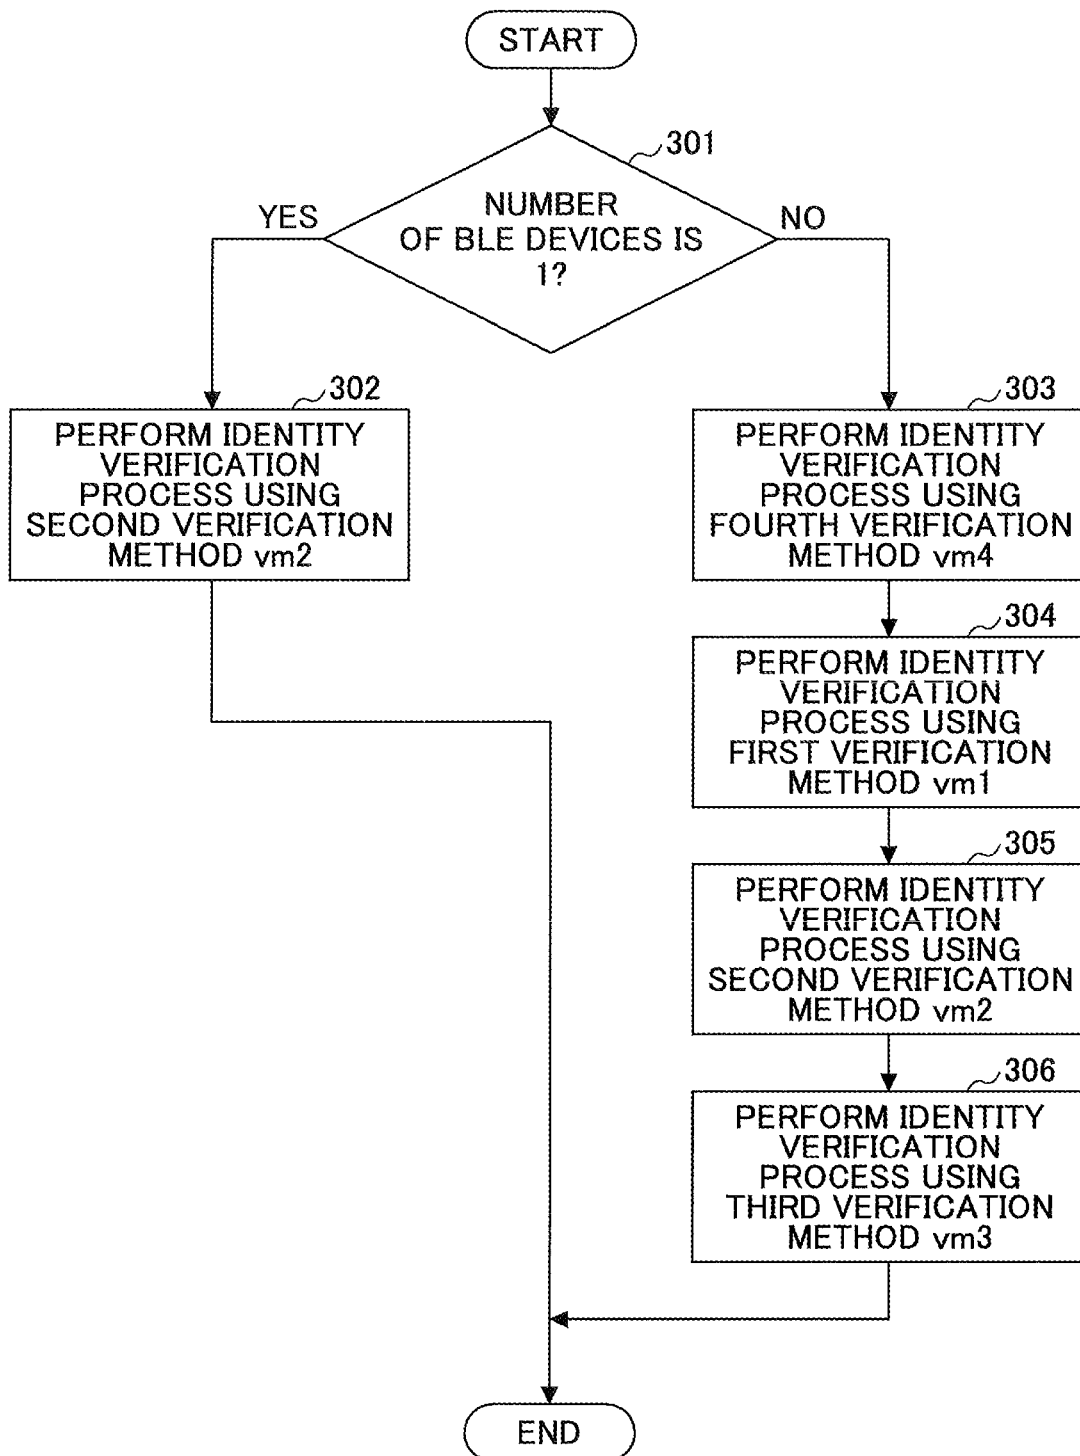 START
301
NUMBER
OF BLE DEVICES IS
1?
YES
NO
302
PERFORM IDENTITY
VERIFICATION
PROCESS USING
SECOND VERIFICATION
METHOD vm2
303
PERFORM IDENTITY
VERIFICATION
PROCESS USING
FOURTH VERIFICATION
METHOD vm4
304
PERFORM IDENTITY
VERIFICATION
PROCESS USING
FIRST VERIFICATION
METHOD vm1
305
PERFORM IDENTITY
VERIFICATION
PROCESS USING
SECOND VERIFICATION
METHOD vm2
306
PERFORM IDENTITY
VERIFICATION
PROCESS USING
THIRD VERIFICATION
METHOD vm3
END